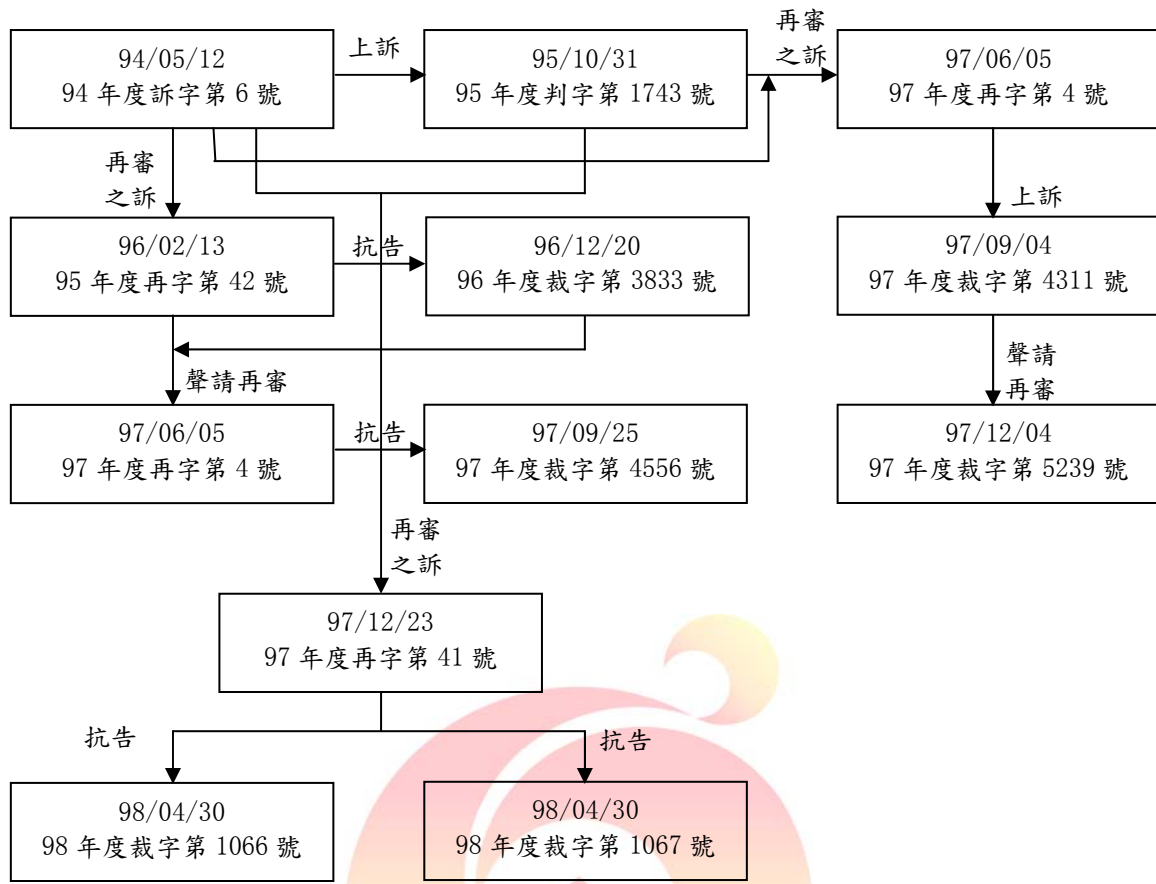 94/05/12
94 年度訴字第 6 號
上訴
95/10/31
95 年度判字第 1743 號
再審
之訴
97/06/05
97 年度再字第 4 號
再審
之訴
上訴
96/02/13
95 年度再字第 42 號
抗告
96/12/20
96 年度裁字第 3833 號
97/09/04
97 年度裁字第 4311 號
聲請再審
聲請
再審
97/06/05
97 年度再字第 4 號
抗告
97/09/25
97 年度裁字第 4556 號
97/12/04
97 年度裁字第 5239 號
再審
之訴
97/12/23
97 年度再字第 41 號
抗告
抗告
98/04/30
98 年度裁字第 1066 號
98/04/30
98 年度裁字第 1067 號